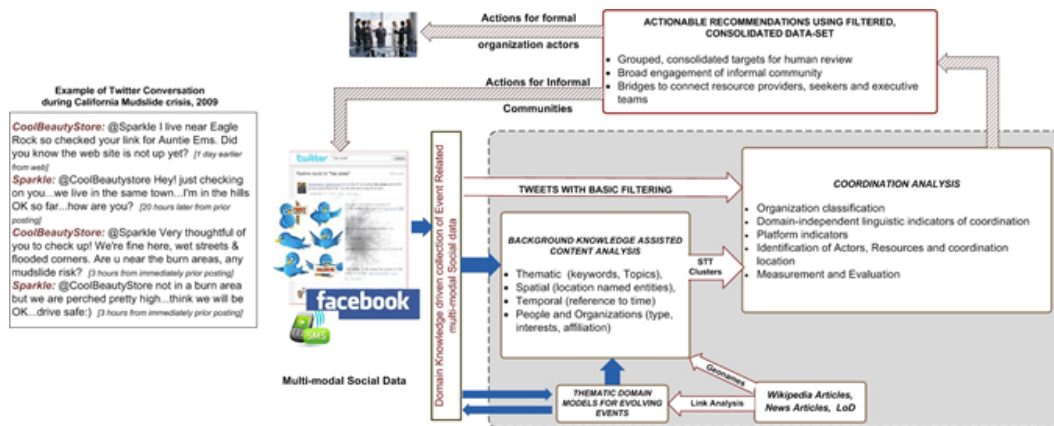 Actions for formal
organization actors
ACTIONABLE RECOMMENDATIONS USING FILTERED,
CONSOLIDATED DATA-SET
• Grouped, consolidated targets for human review
• Broad engagement of informal community
• Bridges to connect resource providers, seekers and executive
teams
Actions for Informal
Communities
Example of Twitter Conversation
during California Mudslide crisis, 2009
CoolBeautyStore: @Sparkle I live near Eagle
Rock so checked your link for Auntie Ems. Did
you know the web site is not up yet? [1 day earlier
from web]
Sparkle: @CoolBeautystore Hey! just checking
on you...we live in the same town...I'm in the hills
OK so far...how are you? [20 hours later from prior
posting]
CoolBeautyStore: @Sparkle Very thoughtful of
you to check up! We're fine here, wet streets &
flooded corners. Are u near the burn areas, any
mudslide risk? [3 hours from immediately prior posting]
Sparkle: @CoolBeautyStore not in a burn area
but we are perched pretty high...think we will be
OK...drive safe:) [3 hours from immediately prior posting]
twitter
facebook
SMS
Multi-modal Social Data
Domain Knowledge driven collection of Event Related
multi-modal Social data
TWEETS WITH BASIC FILTERING
BACKGROUND KNOWLEDGE ASSISTED
CONTENT ANALYSIS
• Thematic (keywords, Topics),
• Spatial (location named entities),
• Temporal (reference to time)
• People and Organizations (type,
interests, affiliation)
STT
Clusters
COORDINATION ANALYSIS
• Organization classification
• Domain-independent linguistic indicators of coordination
• Platform indicators
• Identification of Actors, Resources and coordination
location
• Measurement and Evaluation
THEMATIC DOMAIN
MODELS FOR EVOLVING
EVENTS
Geonames
Link Analysis
Wikipedia Articles,
News Articles, LoD